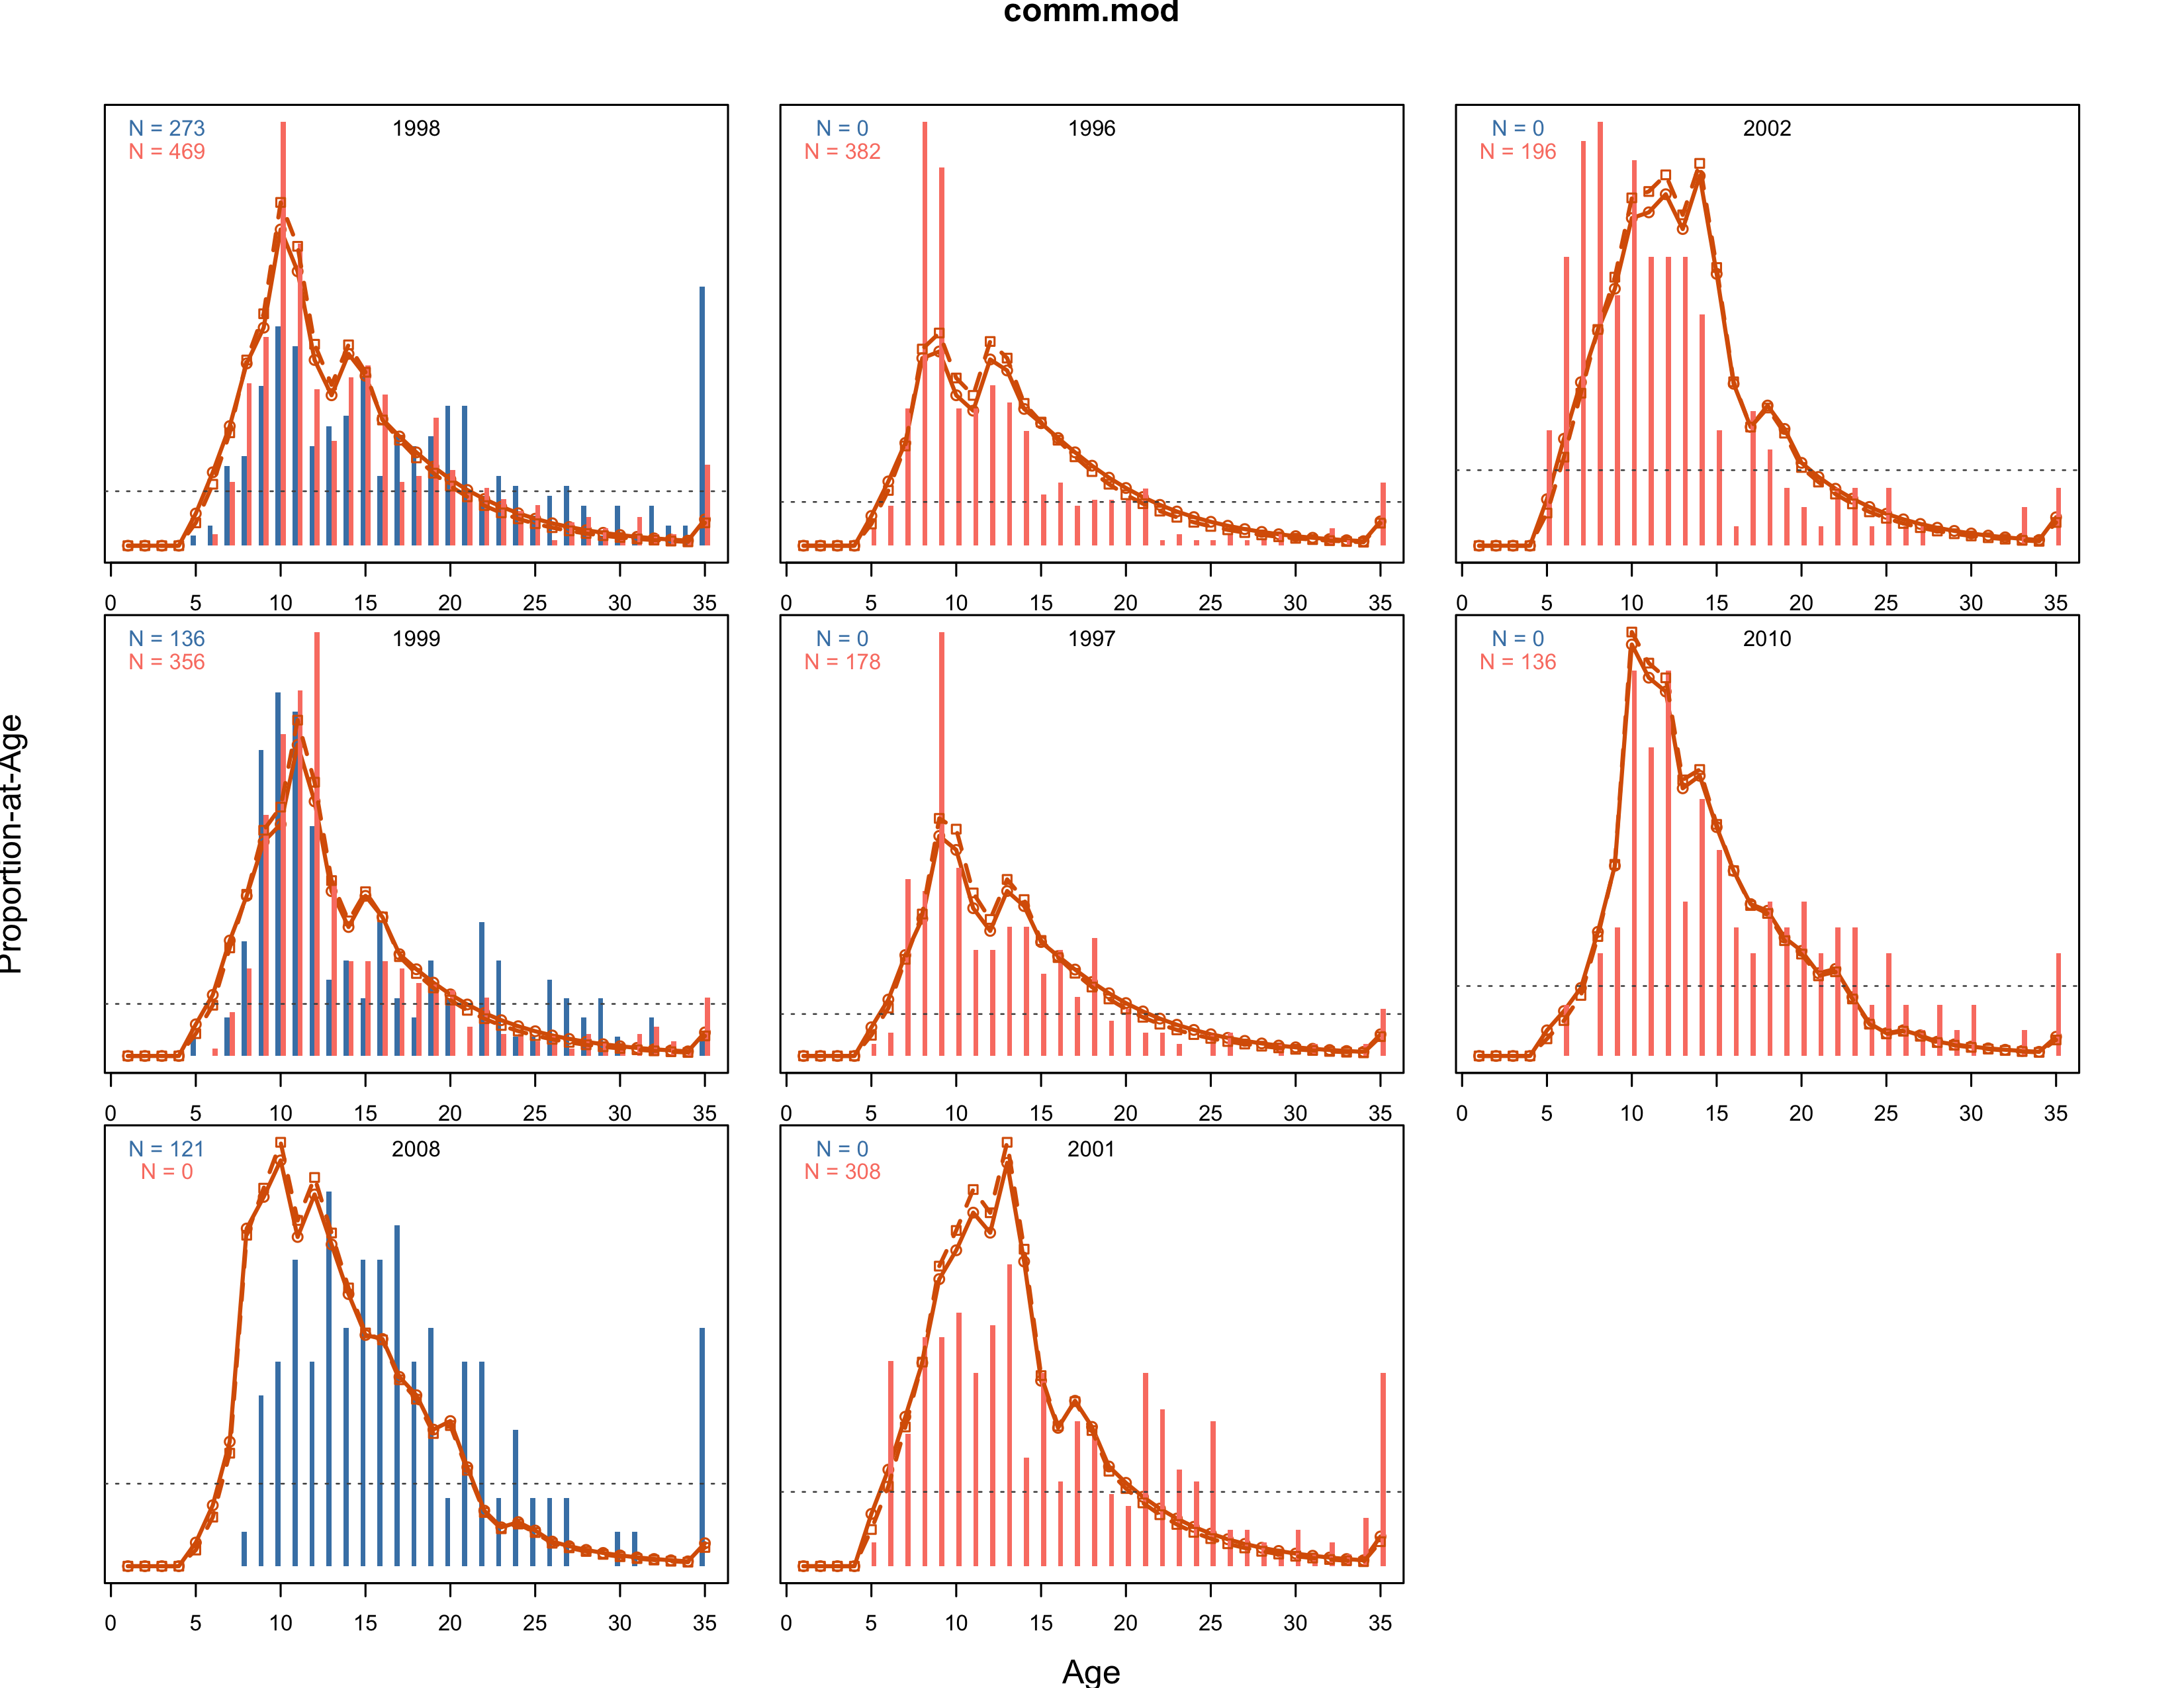 comm.mod
N = 273
N = 469
1998
0 5 10 15 20 25 30 35
N = 0
N = 382
1996
0 5 10 15 20 25 30 35
N = 0
N = 196
2002
0 5 10 15 20 25 30 35
Proportion-at-Age
N = 136
N = 356
1999
0 5 10 15 20 25 30 35
N = 0
N = 178
1997
0 5 10 15 20 25 30 35
N = 0
N = 136
2010
0 5 10 15 20 25 30 35
N = 121
N = 0
2008
0 5 10 15 20 25 30 35
N = 0
N = 308
2001
0 5 10 15 20 25 30 35
Age